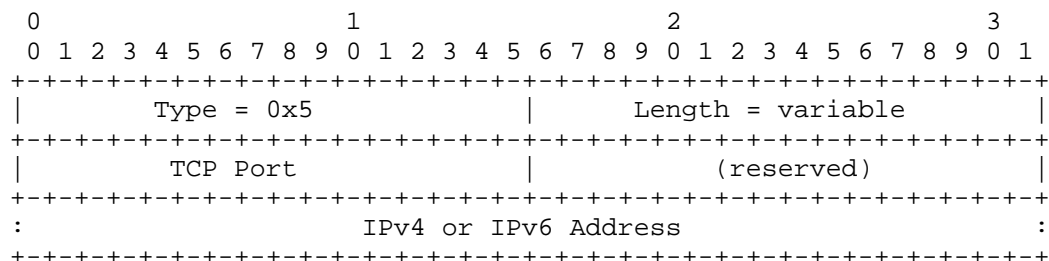 0                   1                   2                   3
 0 1 2 3 4 5 6 7 8 9 0 1 2 3 4 5 6 7 8 9 0 1 2 3 4 5 6 7 8 9 0 1
+-+-+-+-+-+-+-+-+-+-+-+-+-+-+-+-+-+-+-+-+-+-+-+-+-+-+-+-+-+-+-+-+
|         Type = 0x5            |      Length = variable        |
+-+-+-+-+-+-+-+-+-+-+-+-+-+-+-+-+-+-+-+-+-+-+-+-+-+-+-+-+-+-+-+-+
|          TCP Port             |           (reserved)          |
+-+-+-+-+-+-+-+-+-+-+-+-+-+-+-+-+-+-+-+-+-+-+-+-+-+-+-+-+-+-+-+-+
:                     IPv4 or IPv6 Address                      :
+-+-+-+-+-+-+-+-+-+-+-+-+-+-+-+-+-+-+-+-+-+-+-+-+-+-+-+-+-+-+-+-+